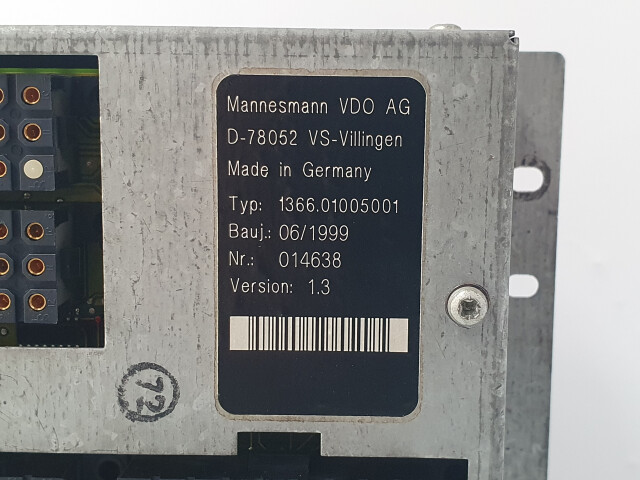 Mannesmann VDO AG
D-78052 VS-Villingen
Made in Germany
Typ: 1366.01005001
Bauj.: 06/1999
Nr.: 014638
Version: 1.3
72